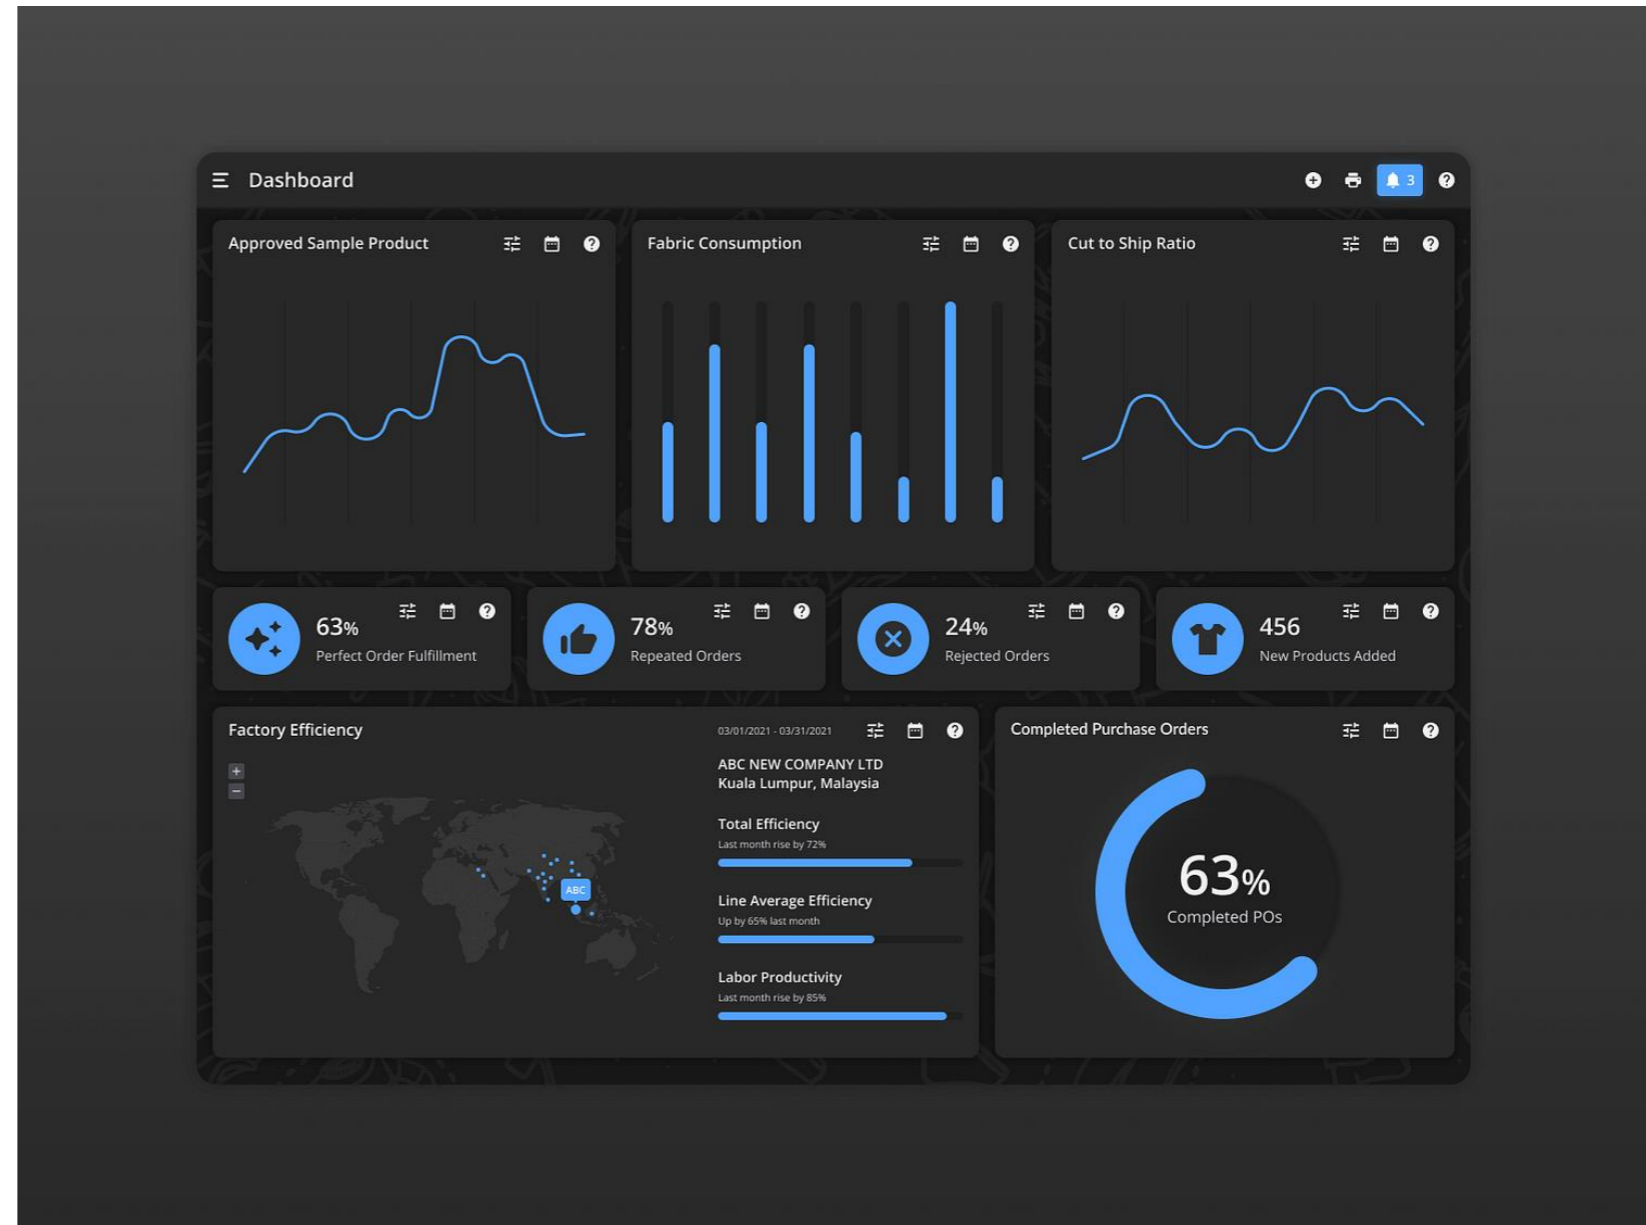 Dashboard
3
Approved Sample Product
Fabric Consumption
Cut to Ship Ratio
63%
Perfect Order Fulfillment
78%
Repeated Orders
24%
Rejected Orders
456
New Products Added
Factory Efficiency
03/01/2021 - 03/31/2021
ABC NEW COMPANY LTD
Kuala Lumpur, Malaysia
Total Efficiency
Last month rise by 72%
Line Average Efficiency
Up by 65% last month
Labor Productivity
Last month rise by 85%
ABC
Completed Purchase Orders
63%
Completed POs